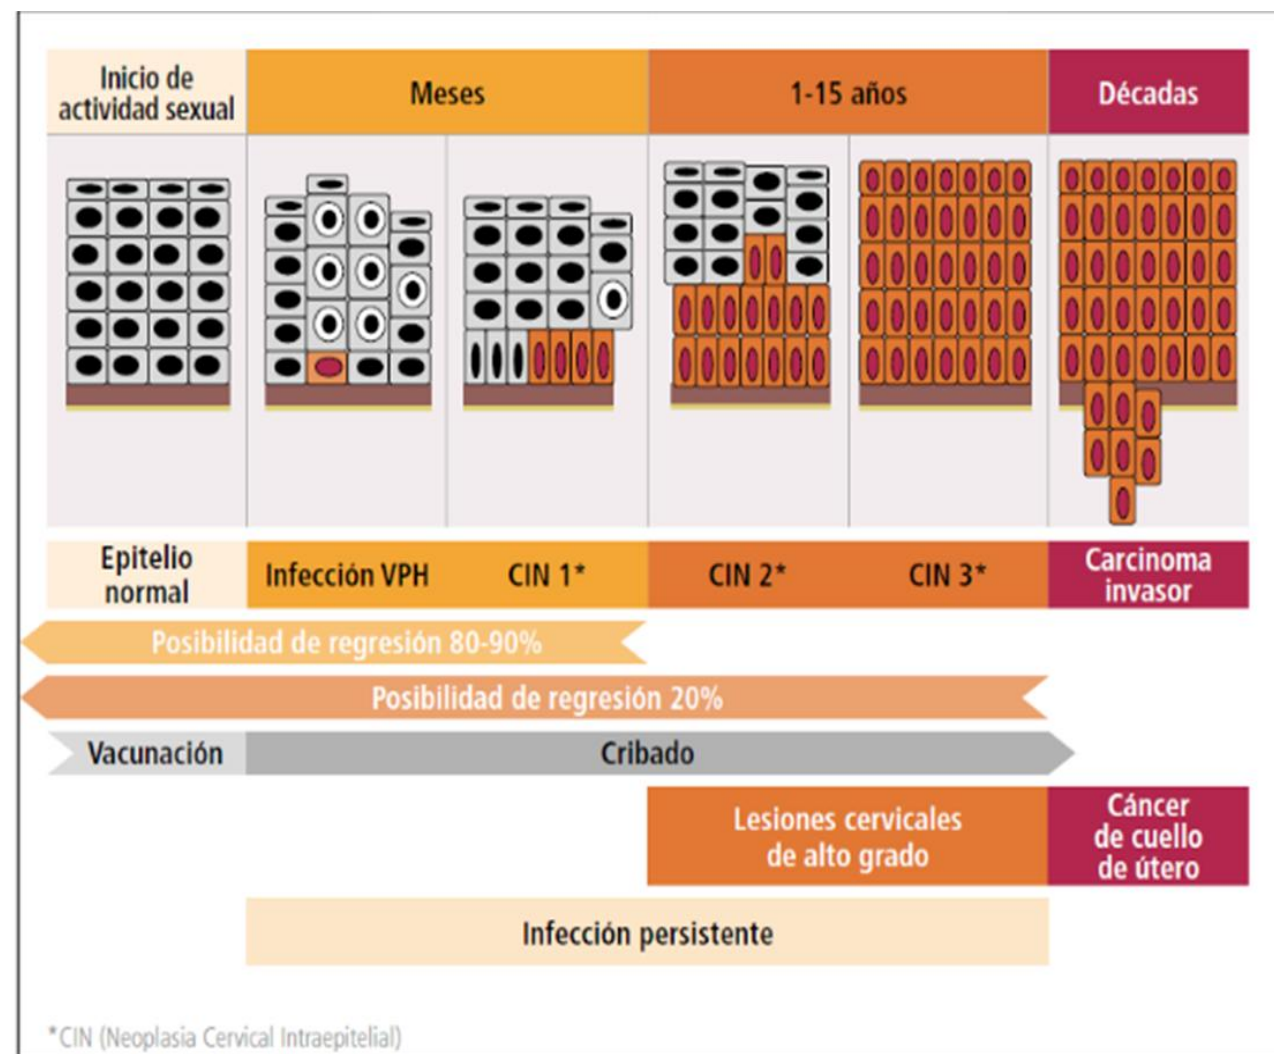 Inicio de
actividad sexual
Meses
1-15 años
Décadas
Epitelio
normal
Infección VPH
CIN 1*
CIN 2*
CIN 3*
Carcinoma
invasor
Posibilidad de regresión 80-90%
Posibilidad de regresión 20%
Vacunación
Cribado
Lesiones cervicales
de alto grado
Cáncer
de cuello
de útero
Infección persistente
*CIN (Neoplasia Cervical Intraepitelial)